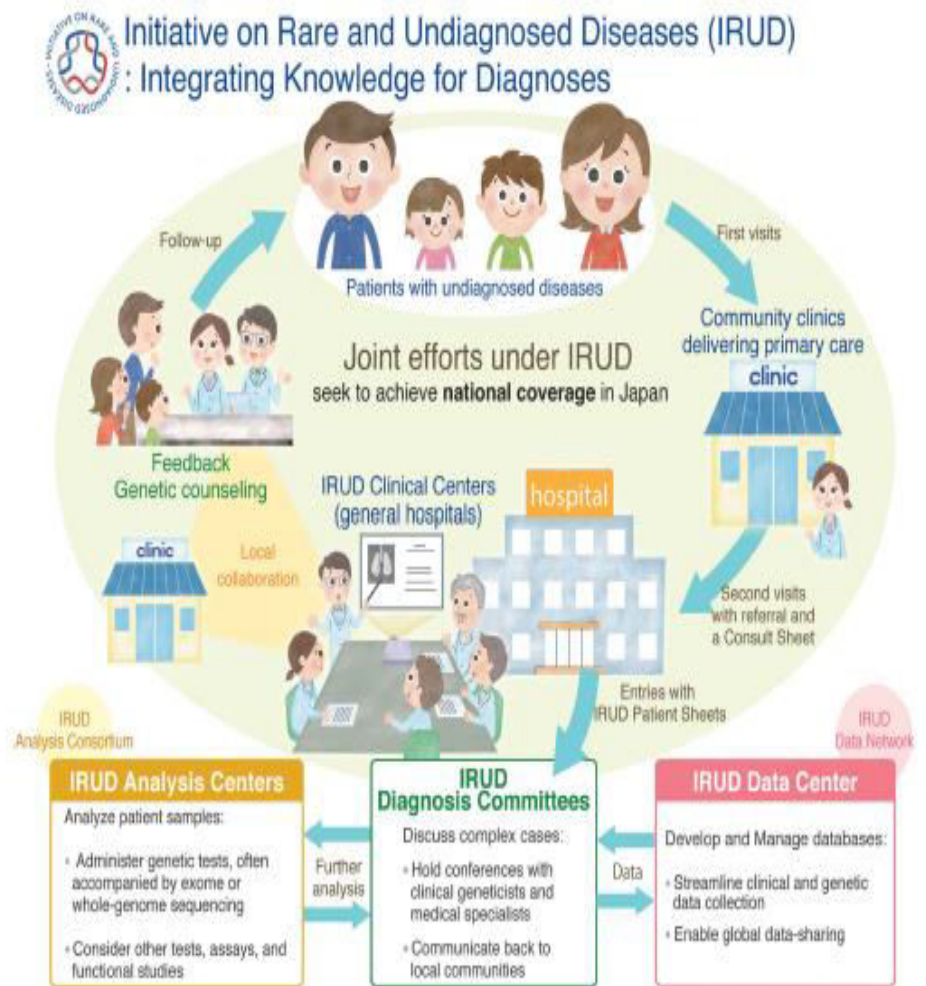 INITIATIVE ON RARE AND UNDIAGNOSED DISEASES
Initiative on Rare and Undiagnosed Diseases (IRUD)
: Integrating Knowledge for Diagnoses
Follow-up
First visits
Patients with undiagnosed diseases
Community clinics
delivering primary care
clinic
Joint efforts under IRUD
seek to achieve national coverage in Japan
Feedback
Genetic counseling
IRUD Clinical Centers
(general hospitals)
hospital
clinic
Local
collaboration
Second visits
with referral and
a Consult Sheet
Entries with
IRUD Patient Sheets
IRUD
Analysis Consortium
IRUD
Data Network
IRUD Analysis Centers
Analyze patient samples:
• Administer genetic tests, often
accompanied by exome or
whole-genome sequencing
• Consider other tests, assays, and
functional studies
Further
analysis
IRUD
Diagnosis Committees
Discuss complex cases:
• Hold conferences with
clinical geneticists and
medical specialists
• Communicate back to
local communities
Data
IRUD Data Center
Develop and Manage databases:
• Streamline clinical and genetic
data collection
• Enable global data-sharing